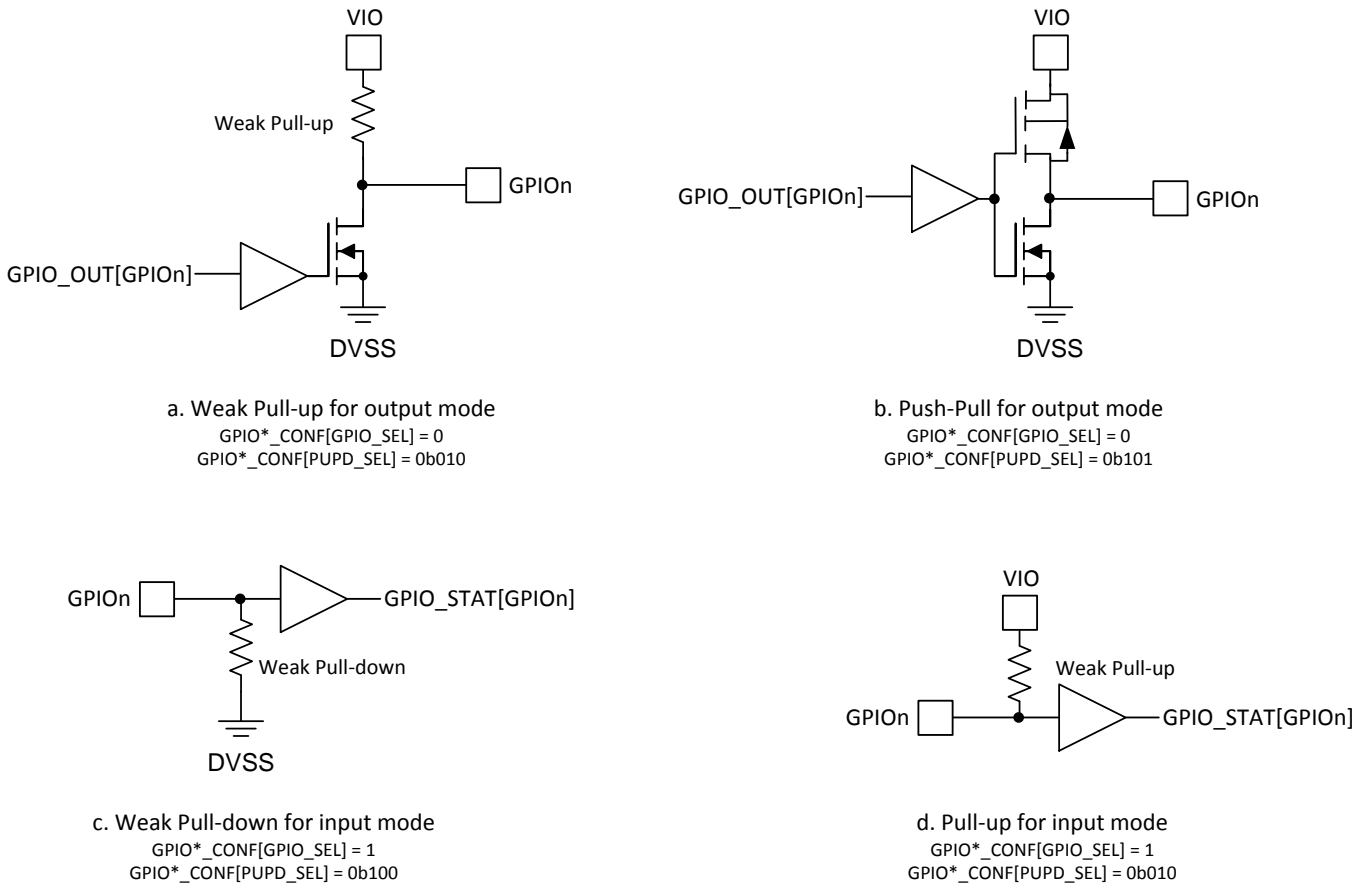 VIO
Weak Pull-up
GPIOn
GPIO_OUT[GPIOn]
DVSS
a. Weak Pull-up for output mode
GPIO*_CONF[GPIO_SEL] = 0
GPIO*_CONF[PUPD_SEL] = 0b010
VIO
GPIO_OUT[GPIOn]
GPIOn
DVSS
b. Push-Pull for output mode
GPIO*_CONF[GPIO_SEL] = 0
GPIO*_CONF[PUPD_SEL] = 0b101
GPIOn
GPIO_STAT[GPIOn]
Weak Pull-down
DVSS
c. Weak Pull-down for input mode
GPIO*_CONF[GPIO_SEL] = 1
GPIO*_CONF[PUPD_SEL] = 0b100
VIO
Weak Pull-up
GPIOn
GPIO_STAT[GPIOn]
d. Pull-up for input mode
GPIO*_CONF[GPIO_SEL] = 1
GPIO*_CONF[PUPD_SEL] = 0b010